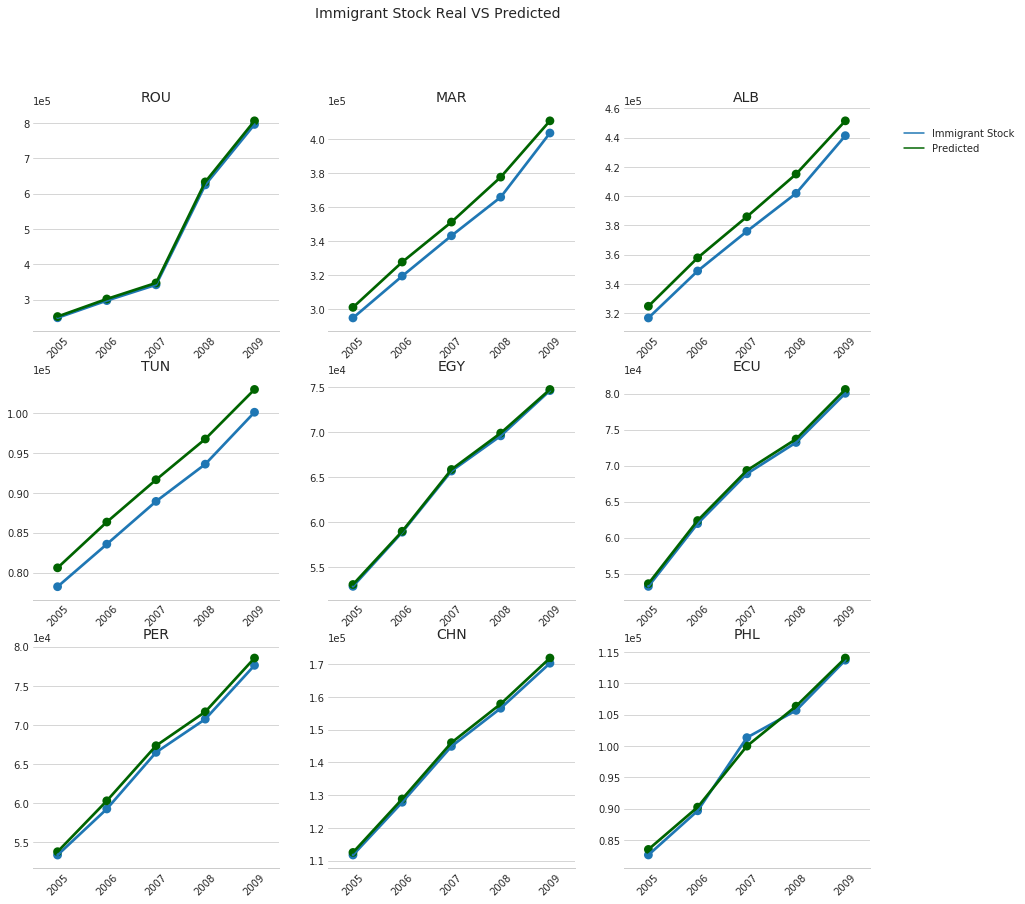 Immigrant Stock Real VS Predicted
ROU
1e5
8
7
6
5
4
3
2005 2006 2007 2008 2009
MAR
1e5
4.0
3.8
3.6
3.4
3.2
3.0
2005 2006 2007 2008 2009
ALB
1e5
4.6
4.4
4.2
4.0
3.8
3.6
3.4
3.2
2005 2006 2007 2008 2009
Immigrant Stock
Predicted
TUN
1e5
1.00
0.95
0.90
0.85
0.80
2005 2006 2007 2008 2009
EGY
1e4
7.5
7.0
6.5
6.0
5.5
2005 2006 2007 2008 2009
ECU
1e4
8.0
7.5
7.0
6.5
6.0
5.5
2005 2006 2007 2008 2009
PER
1e4
8.0
7.5
7.0
6.5
6.0
5.5
2005 2006 2007 2008 2009
CHN
1e5
1.7
1.6
1.5
1.4
1.3
1.2
1.1
2005 2006 2007 2008 2009
PHL
1e5
1.15
1.10
1.05
1.00
0.95
0.90
0.85
2005 2006 2007 2008 2009